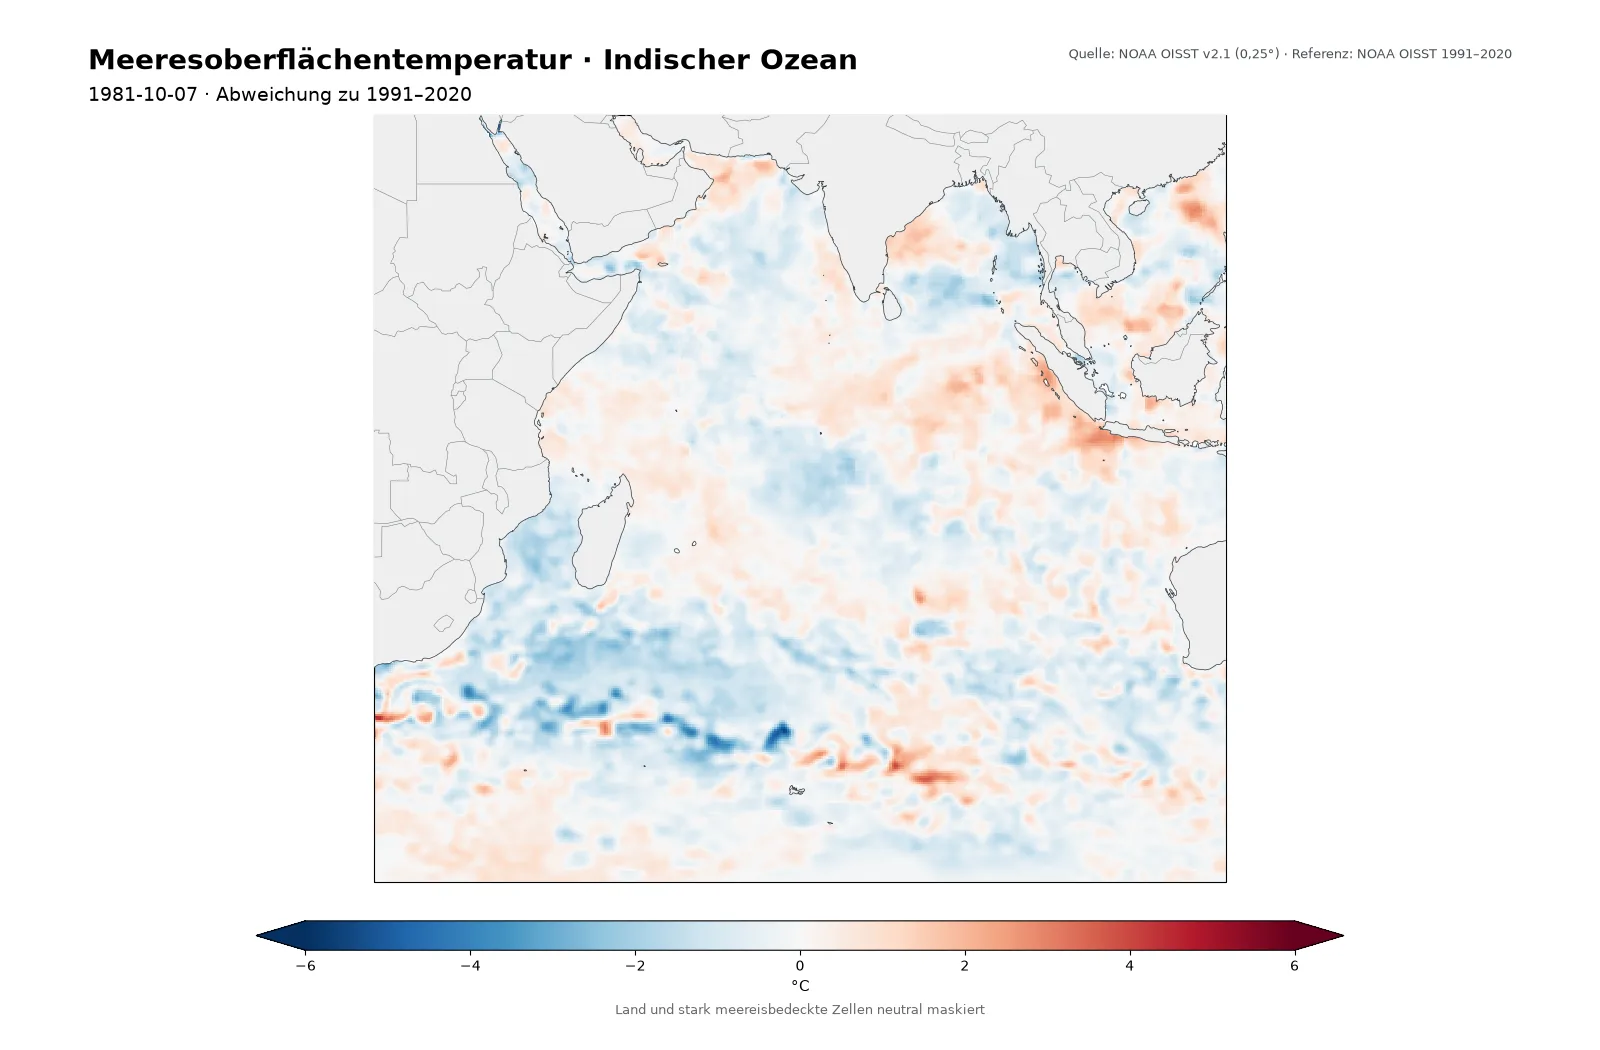 Meeresoberflächentemperatur · Indischer Ozean
Quelle: NOAA OISST v2.1 (0,25°) · Referenz: NOAA OISST 1991–2020
1981-10-07 · Abweichung zu 1991–2020
−6 −4 −2 0 2 4 6
°C
Land und stark meereisbedeckte Zellen neutral maskiert